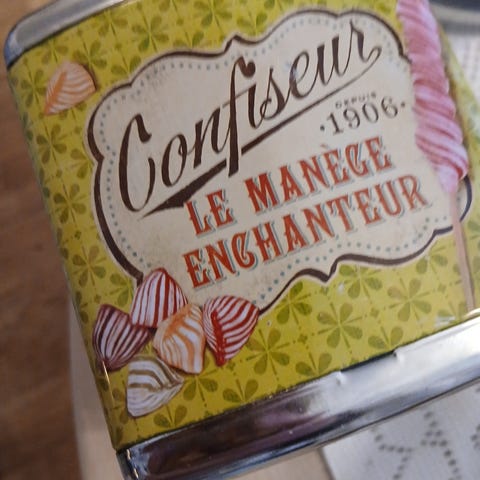 Confiseur
DEPUIS
·1906·
LE MANÈGE
ENCHANTEUR